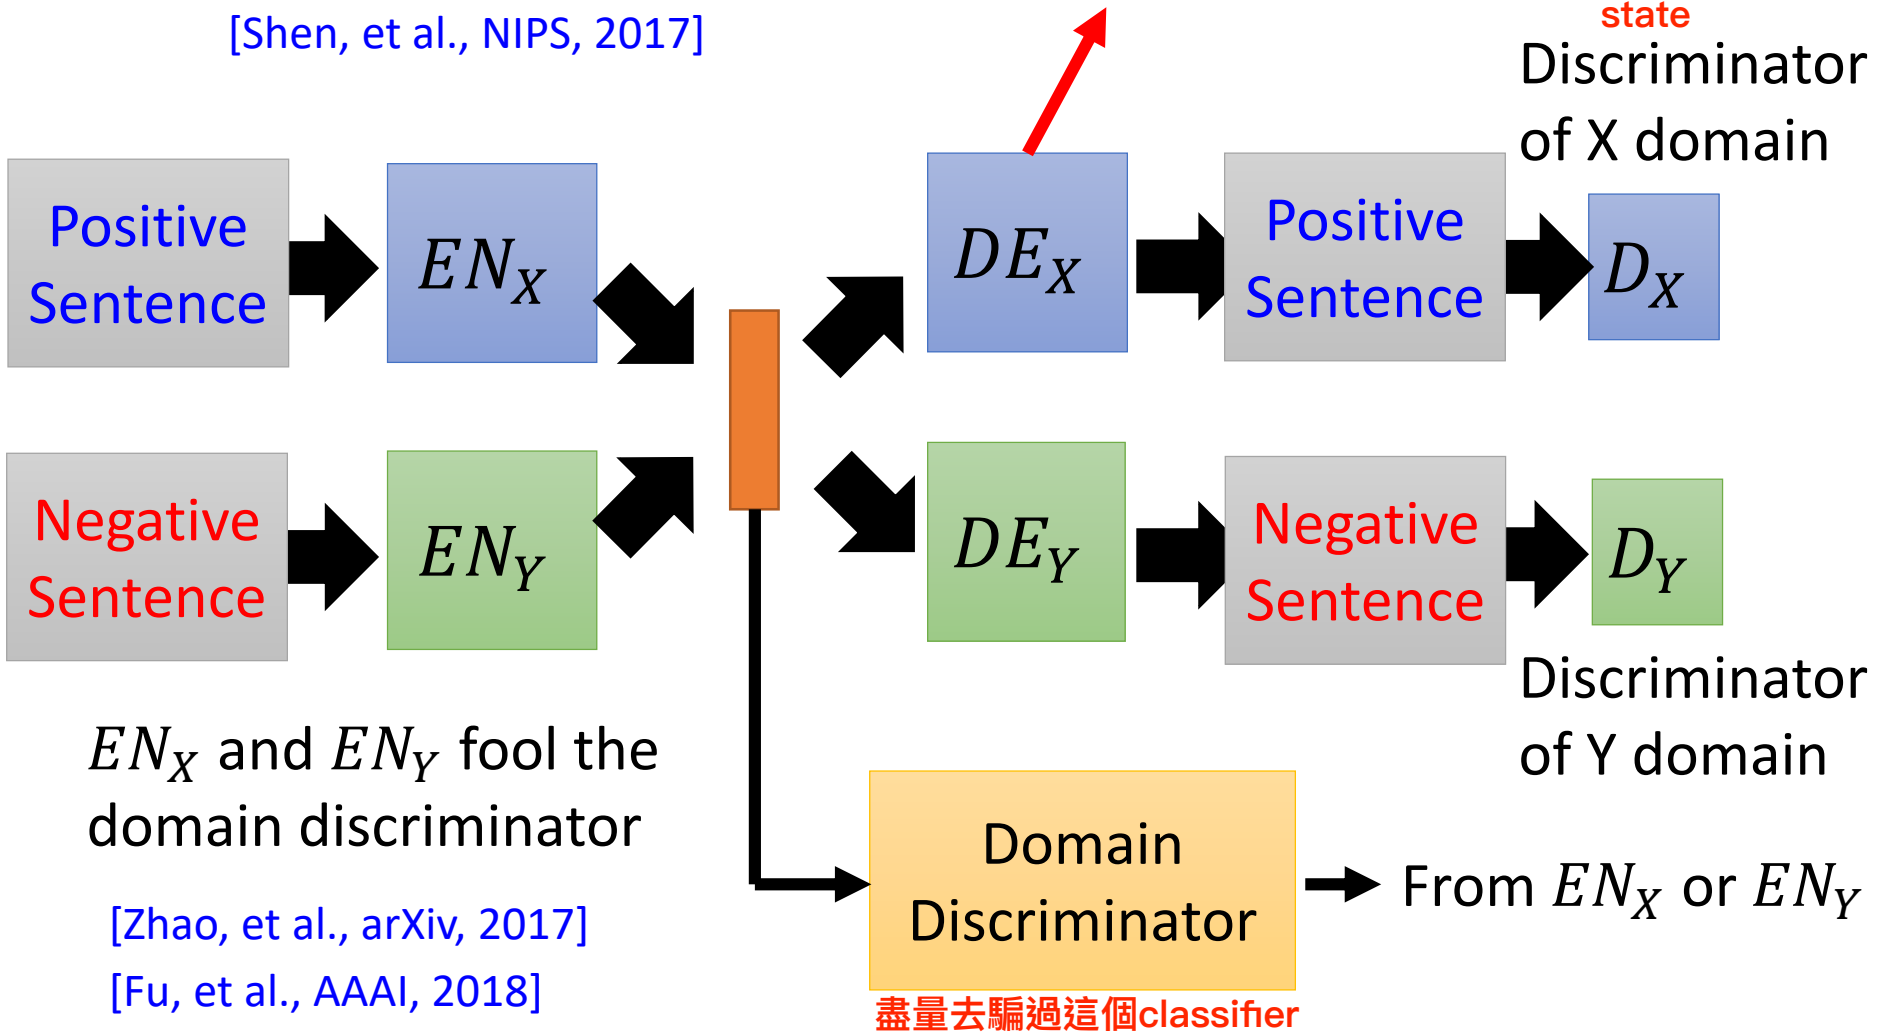 [Shen, et al., NIPS, 2017]
state
Discriminator
of X domain
Positive
Sentence
EN_X
DE_X
Positive
Sentence
D_X
Negative
Sentence
EN_Y
DE_Y
Negative
Sentence
D_Y
Discriminator
of Y domain
EN_X and EN_Y fool the
domain discriminator
Domain
Discriminator
From EN_X or EN_Y
[Zhao, et al., arXiv, 2017]
[Fu, et al., AAAI, 2018]
盡量去騙過這個classifier